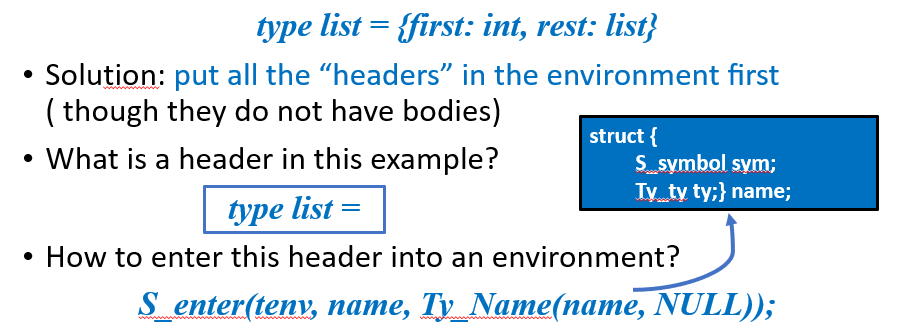 type list = {first: int, rest: list}
• Solution: put all the “headers” in the environment first
( though they do not have bodies)
• What is a header in this example?
struct {
S_symbol sym;
Ty_ty ty;} name;
type list =
• How to enter this header into an environment?
S_enter(tenv, name, Ty_Name(name, NULL));